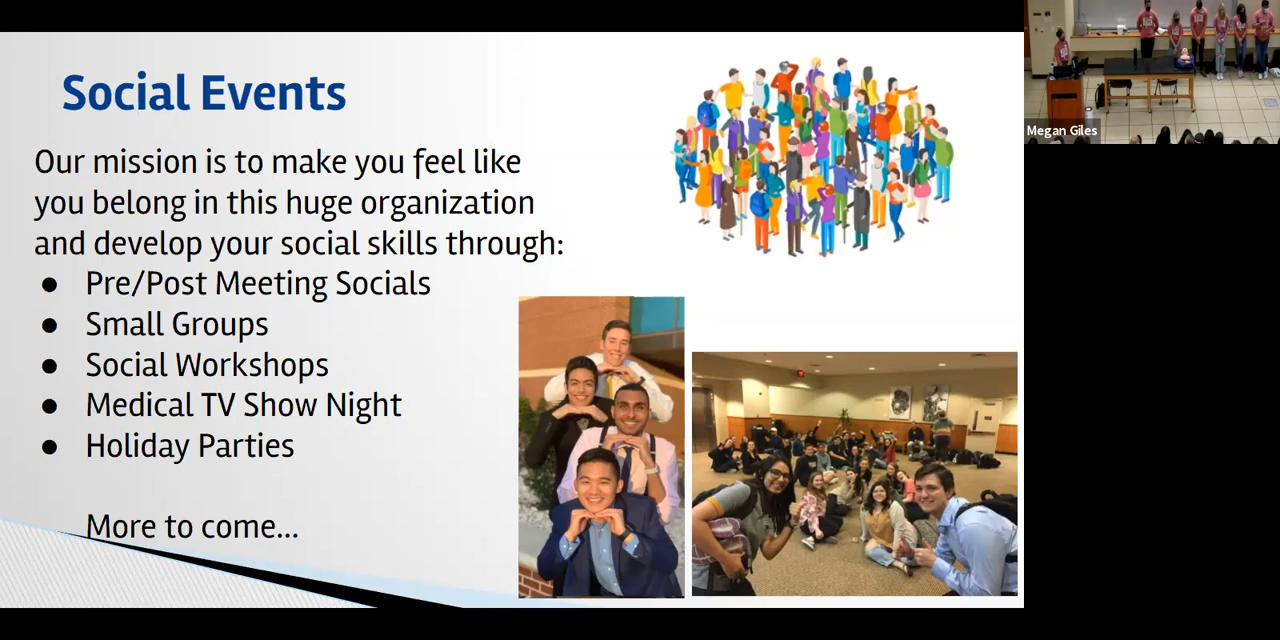 Social Events
Our mission is to make you feel like
you belong in this huge organization
and develop your social skills through:
● Pre/Post Meeting Socials
● Small Groups
● Social Workshops
● Medical TV Show Night
● Holiday Parties
More to come...
Megan Giles